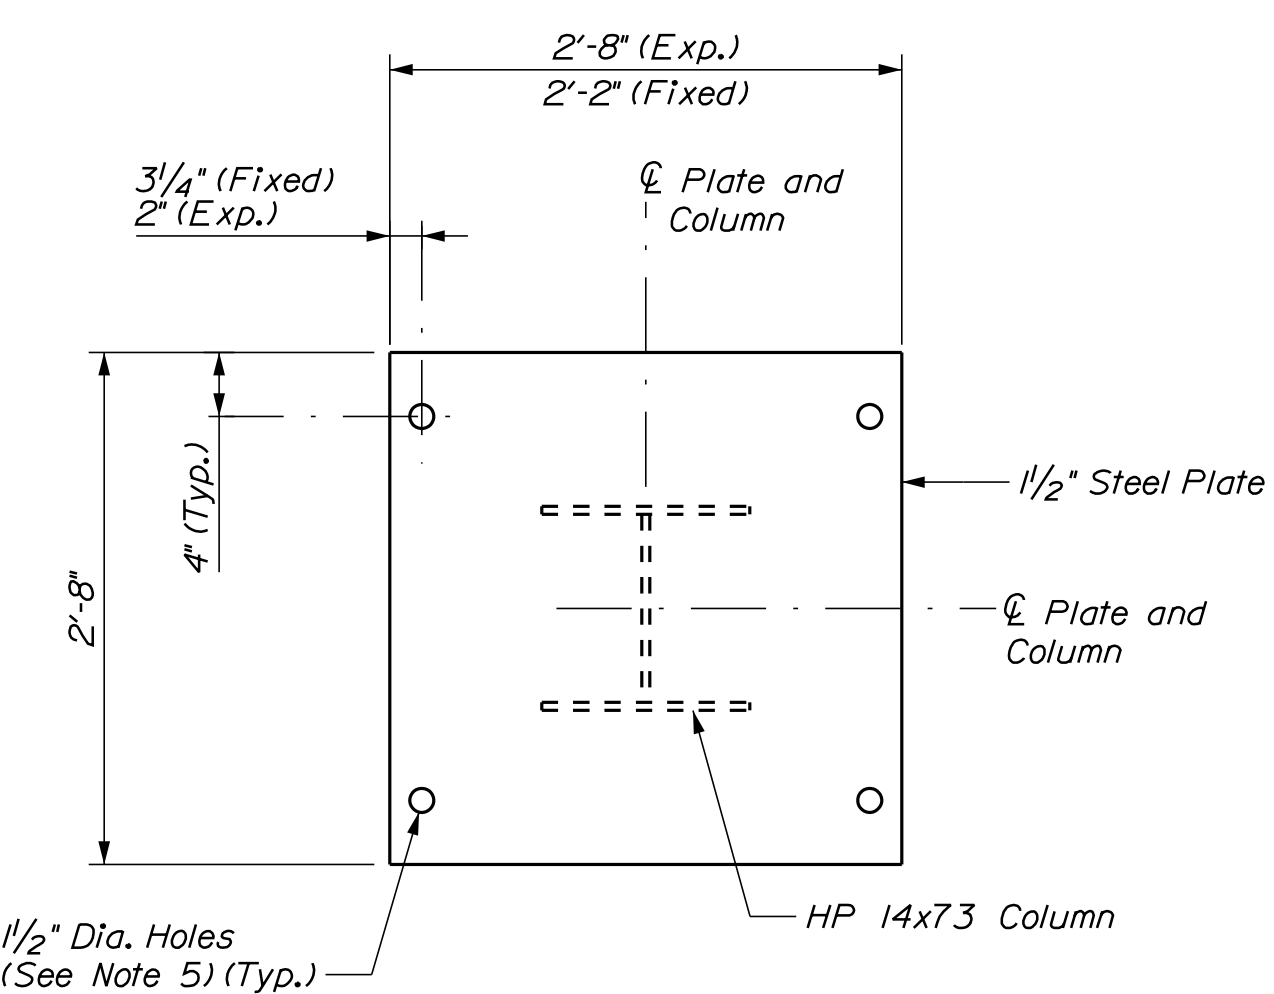 2'-8" (Exp.)
2'-2" (Fixed)
3 1/4" (Fixed)
2" (Exp.)
℄ Plate and
Column
4" (Typ.)
2'-8"
1 1/2" Steel Plate
℄ Plate and
Column
HP 14x73 Column
1 1/2" Dia. Holes
(See Note 5) (Typ.)